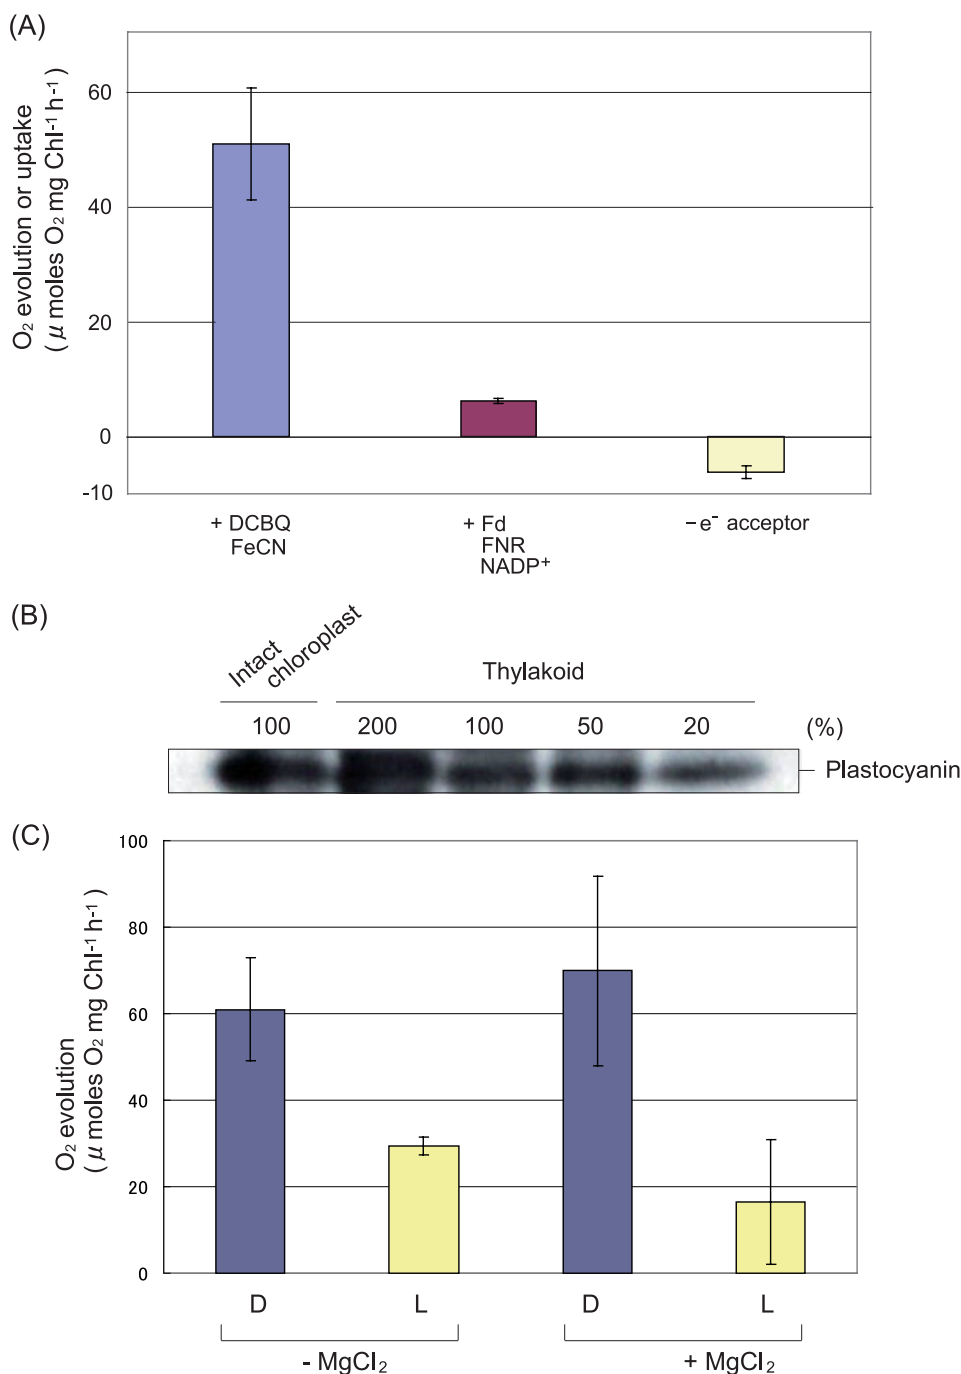 (A)
O₂ evolution or uptake
( μ moles O₂ mg Chl⁻¹ h⁻¹)
60
40
20
0
-10
+ DCBQ
FeCN
+ Fd
FNR
NADP⁺
−e⁻ acceptor
(B)
Intact
chloroplast
Thylakoid
100 200 100 50 20 (%)
Plastocyanin
(C)
O₂ evolution
( μ moles O₂ mg Chl⁻¹ h⁻¹ )
100
80
60
40
20
0
D L D L
- MgCl₂ + MgCl₂